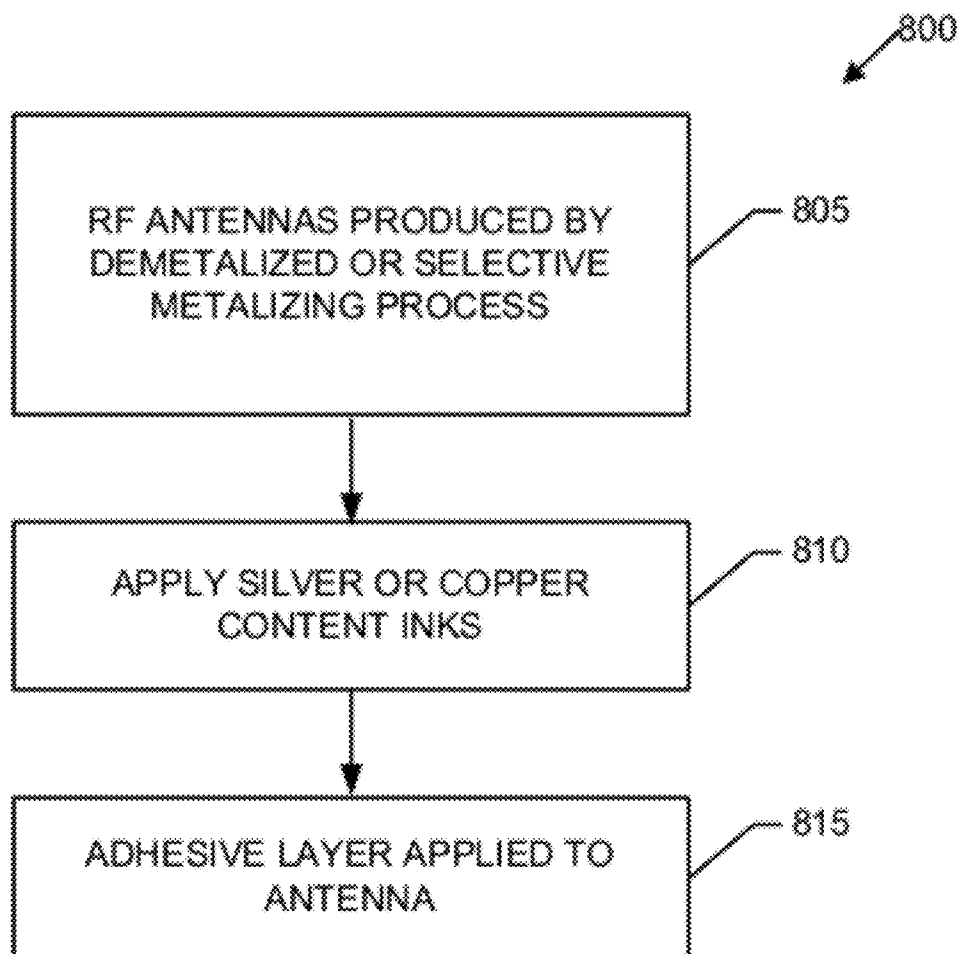 800
RF ANTENNAS PRODUCED BY
DEMETALIZED OR SELECTIVE
METALIZING PROCESS
805
APPLY SILVER OR COPPER
CONTENT INKS
810
ADHESIVE LAYER APPLIED TO
ANTENNA
815